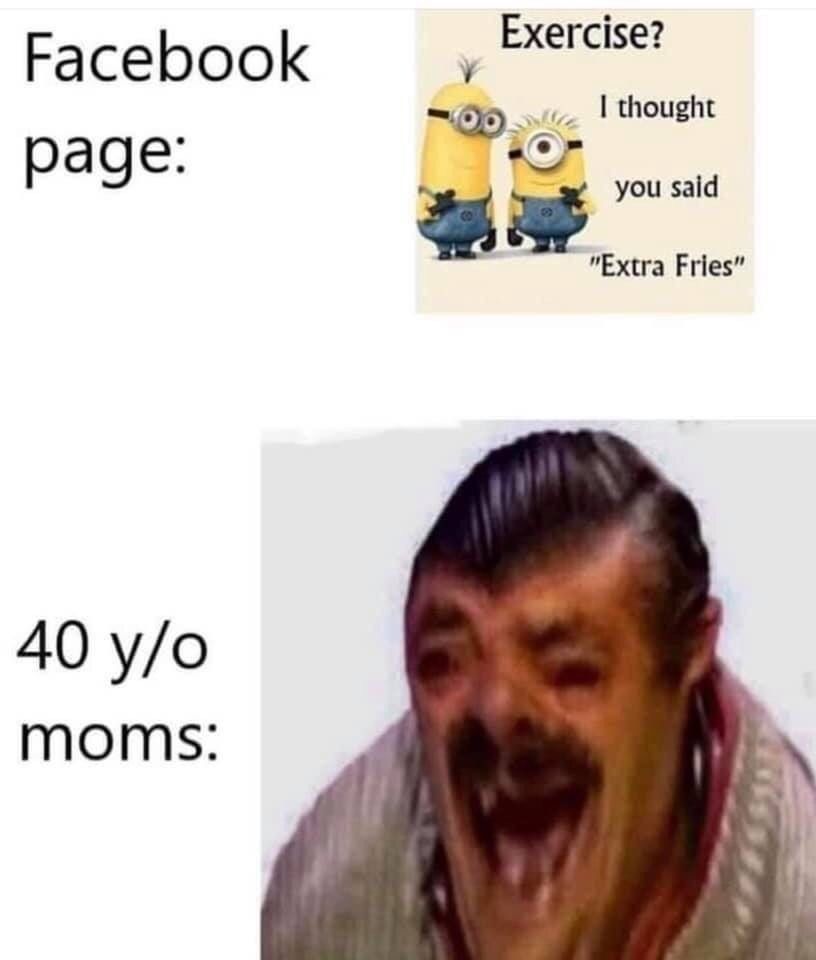 Facebook
page:
Exercise?
I thought
you said
"Extra Fries"
40 y/o
moms: